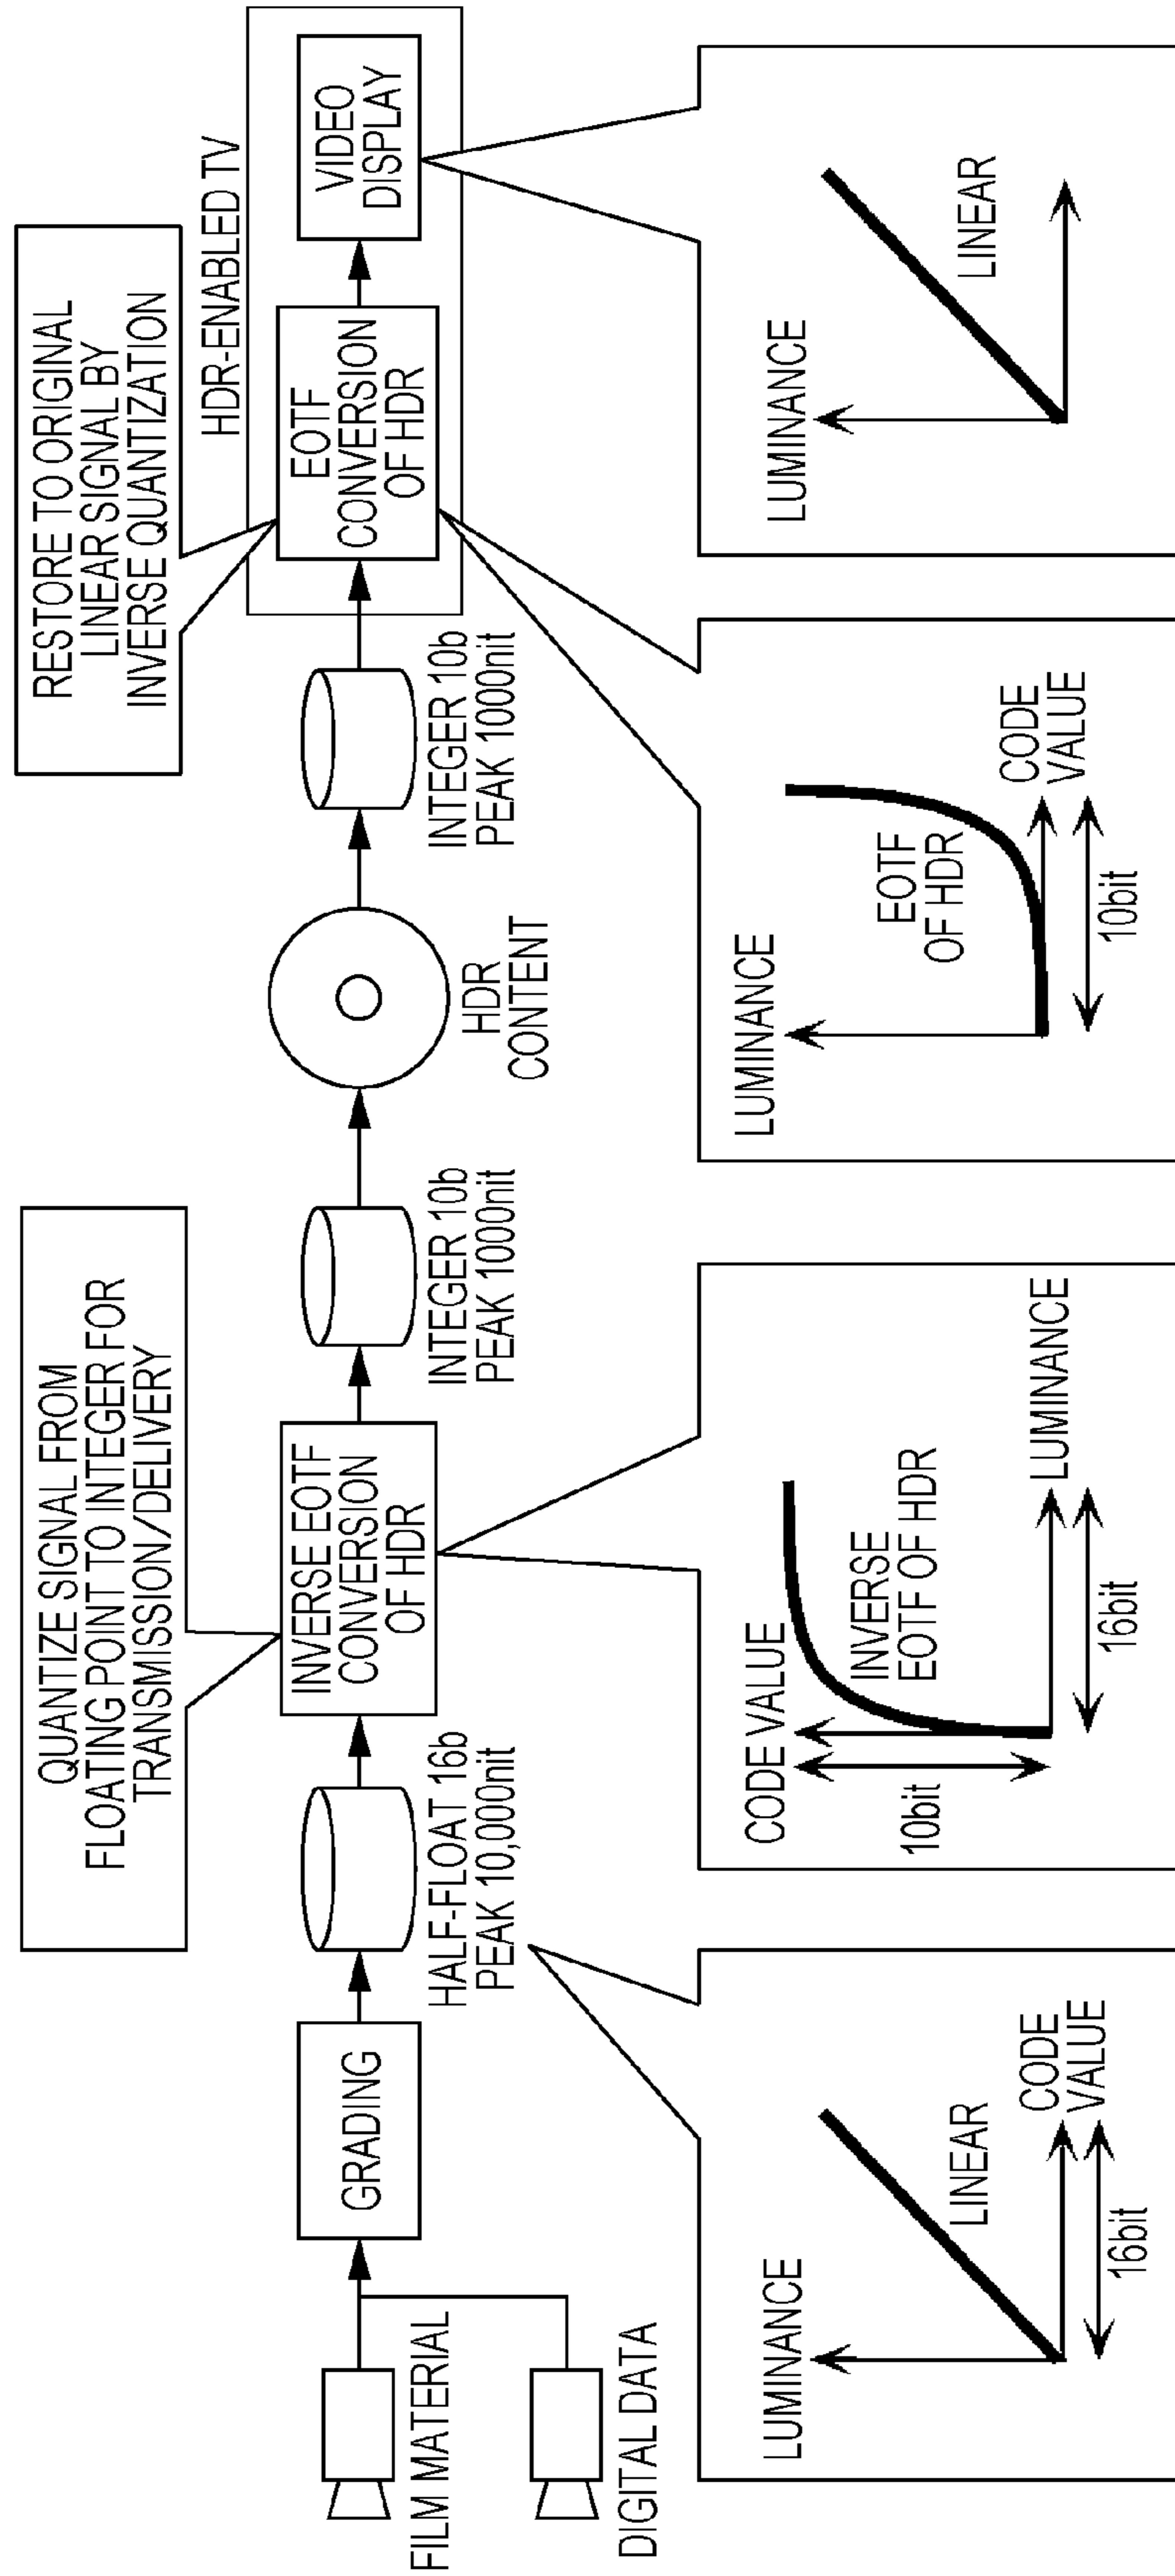 QUANTIZE SIGNAL FROM
FLOATING POINT TO INTEGER FOR
TRANSMISSION/DELIVERY
RESTORE TO ORIGINAL
LINEAR SIGNAL BY
INVERSE QUANTIZATION
HDR-ENABLED TV
FILM MATERIAL
DIGITAL DATA
GRADING
HALF-FLOAT 16b
PEAK 10,000nit
INVERSE EOTF
CONVERSION
OF HDR
INTEGER 10b
PEAK 1000nit
HDR
CONTENT
INTEGER 10b
PEAK 1000nit
EOTF
CONVERSION
OF HDR
VIDEO
DISPLAY
LUMINANCE
LINEAR
CODE
VALUE
16bit
CODE VALUE
10bit
INVERSE
EOTF OF HDR
LUMINANCE
16bit
LUMINANCE
EOTF
OF HDR
CODE
VALUE
10bit
LUMINANCE
LINEAR